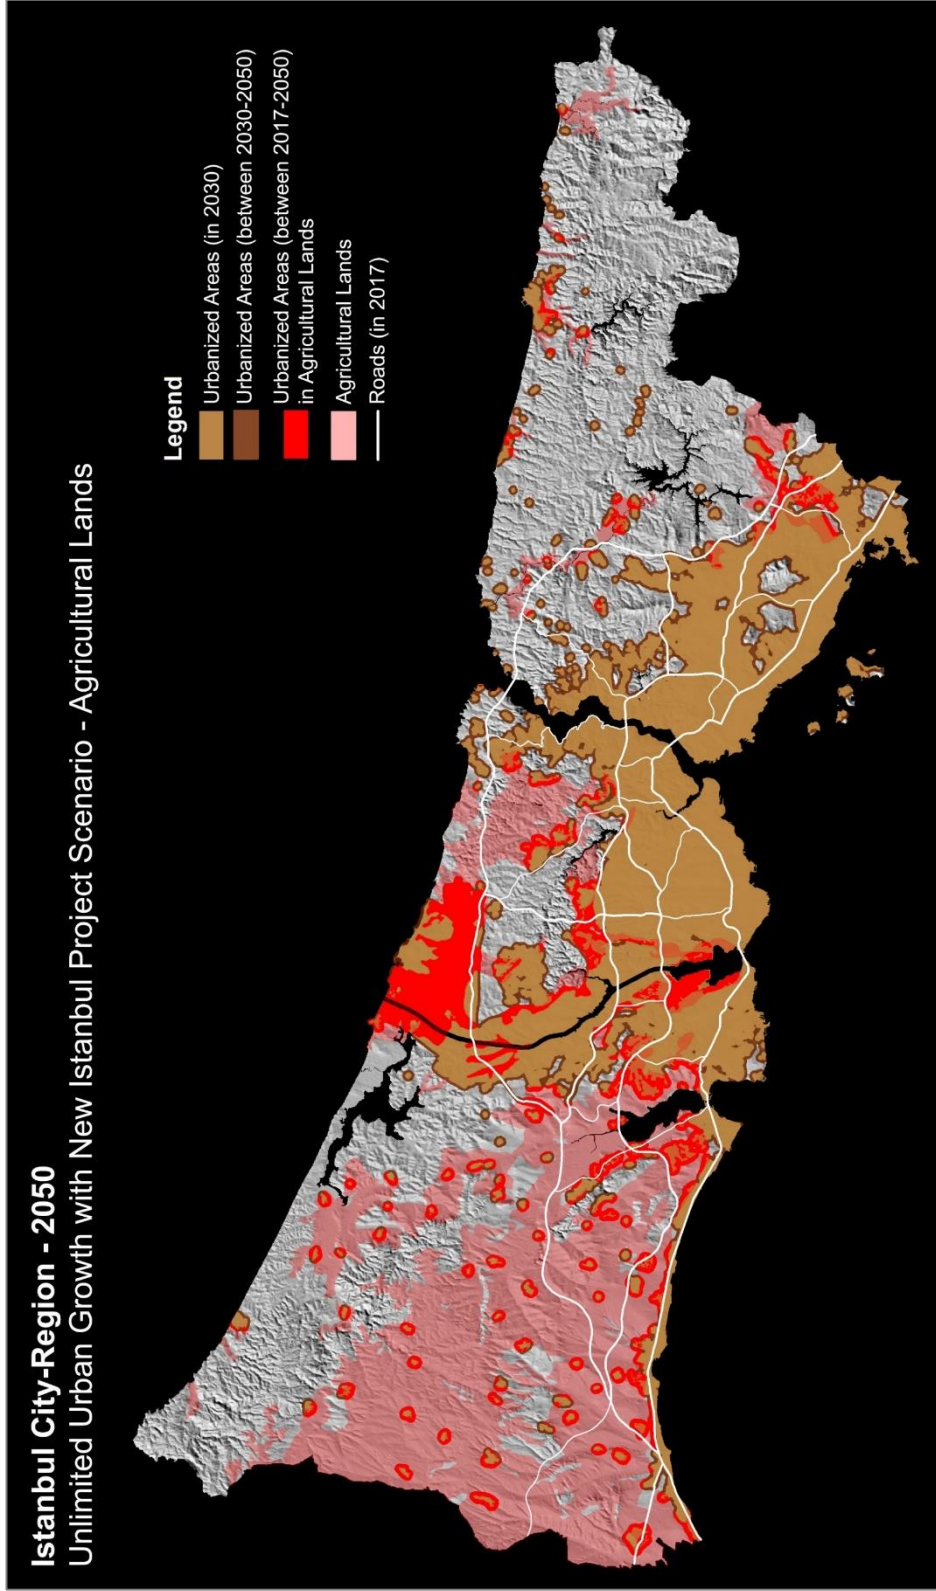 Istanbul City-Region - 2050
Unlimited Urban Growth with New Istanbul Project Scenario - Agricultural Lands
Legend
Urbanized Areas (in 2030)
Urbanized Areas (between 2030-2050)
Urbanized Areas (between 2017-2050)
in Agricultural Lands
Agricultural Lands
Roads (in 2017)